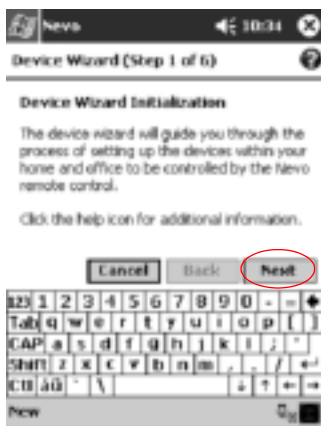 Nevo 10:34
Device Wizard (Step 1 of 6)
Device Wizard Initialization
The device wizard will guide you through the
process of setting up the devices within your
home and office to be controlled by the Nevo
remote control.
Click the help icon for additional information.
Cancel Back Next
123 1 2 3 4 5 6 7 8 9 0 - =
Tab q w e r t y u i o p [ ]
CAP a s d f g h j k l ; '
Shift z x c v b n m , . /
Ctl áü ` \
New